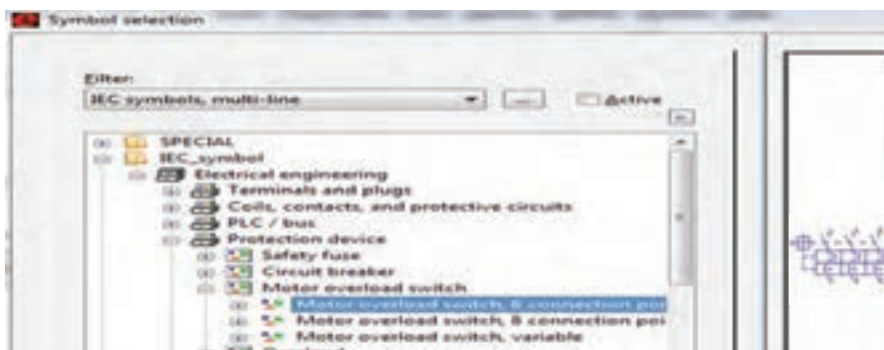 Symbol selection
Filter:
IEC symbols, multi-line
...
Active
SPECIAL
IEC_symbol
Electrical engineering
Terminals and plugs
Coils, contacts, and protective circuits
PLC / bus
Protection device
Safety fuse
Circuit breaker
Motor overload switch
Motor overload switch, 6 connection poi
Motor overload switch, 8 connection poi
Motor overload switch, variable